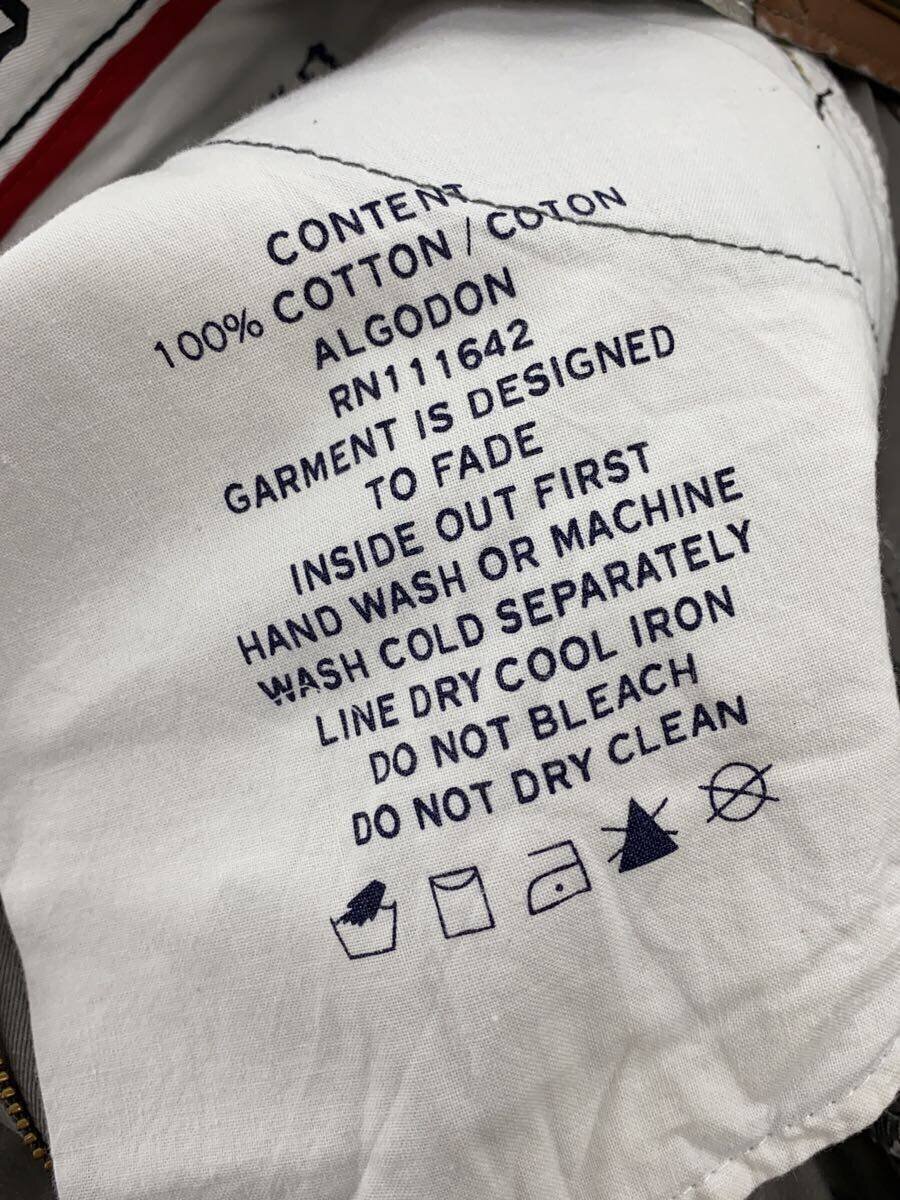 CONTENT
100% COTTON / COTON
ALGODON
RN111642
GARMENT IS DESIGNED
TO FADE
INSIDE OUT FIRST
HAND WASH OR MACHINE
WASH COLD SEPARATELY
LINE DRY COOL IRON
DO NOT BLEACH
DO NOT DRY CLEAN